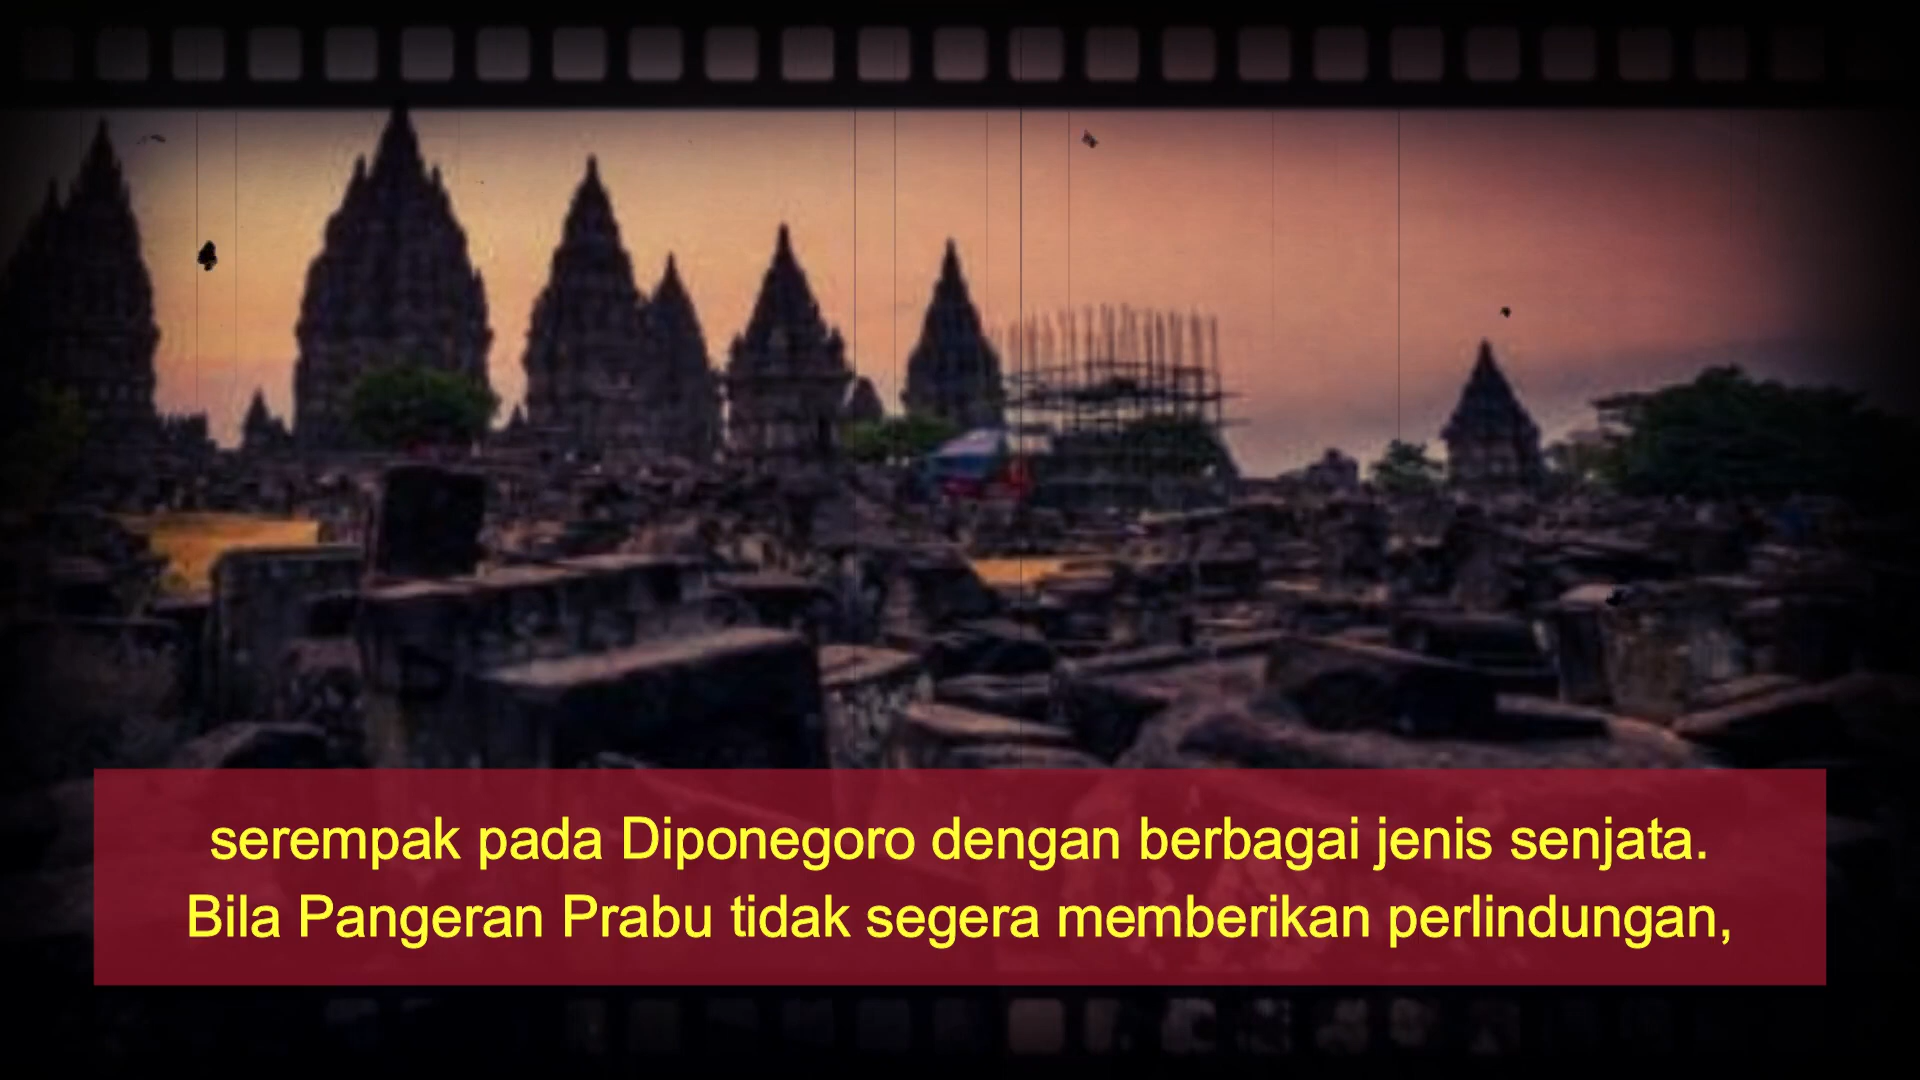 serempak pada Diponegoro dengan berbagai jenis senjata.
Bila Pangeran Prabu tidak segera memberikan perlindungan,